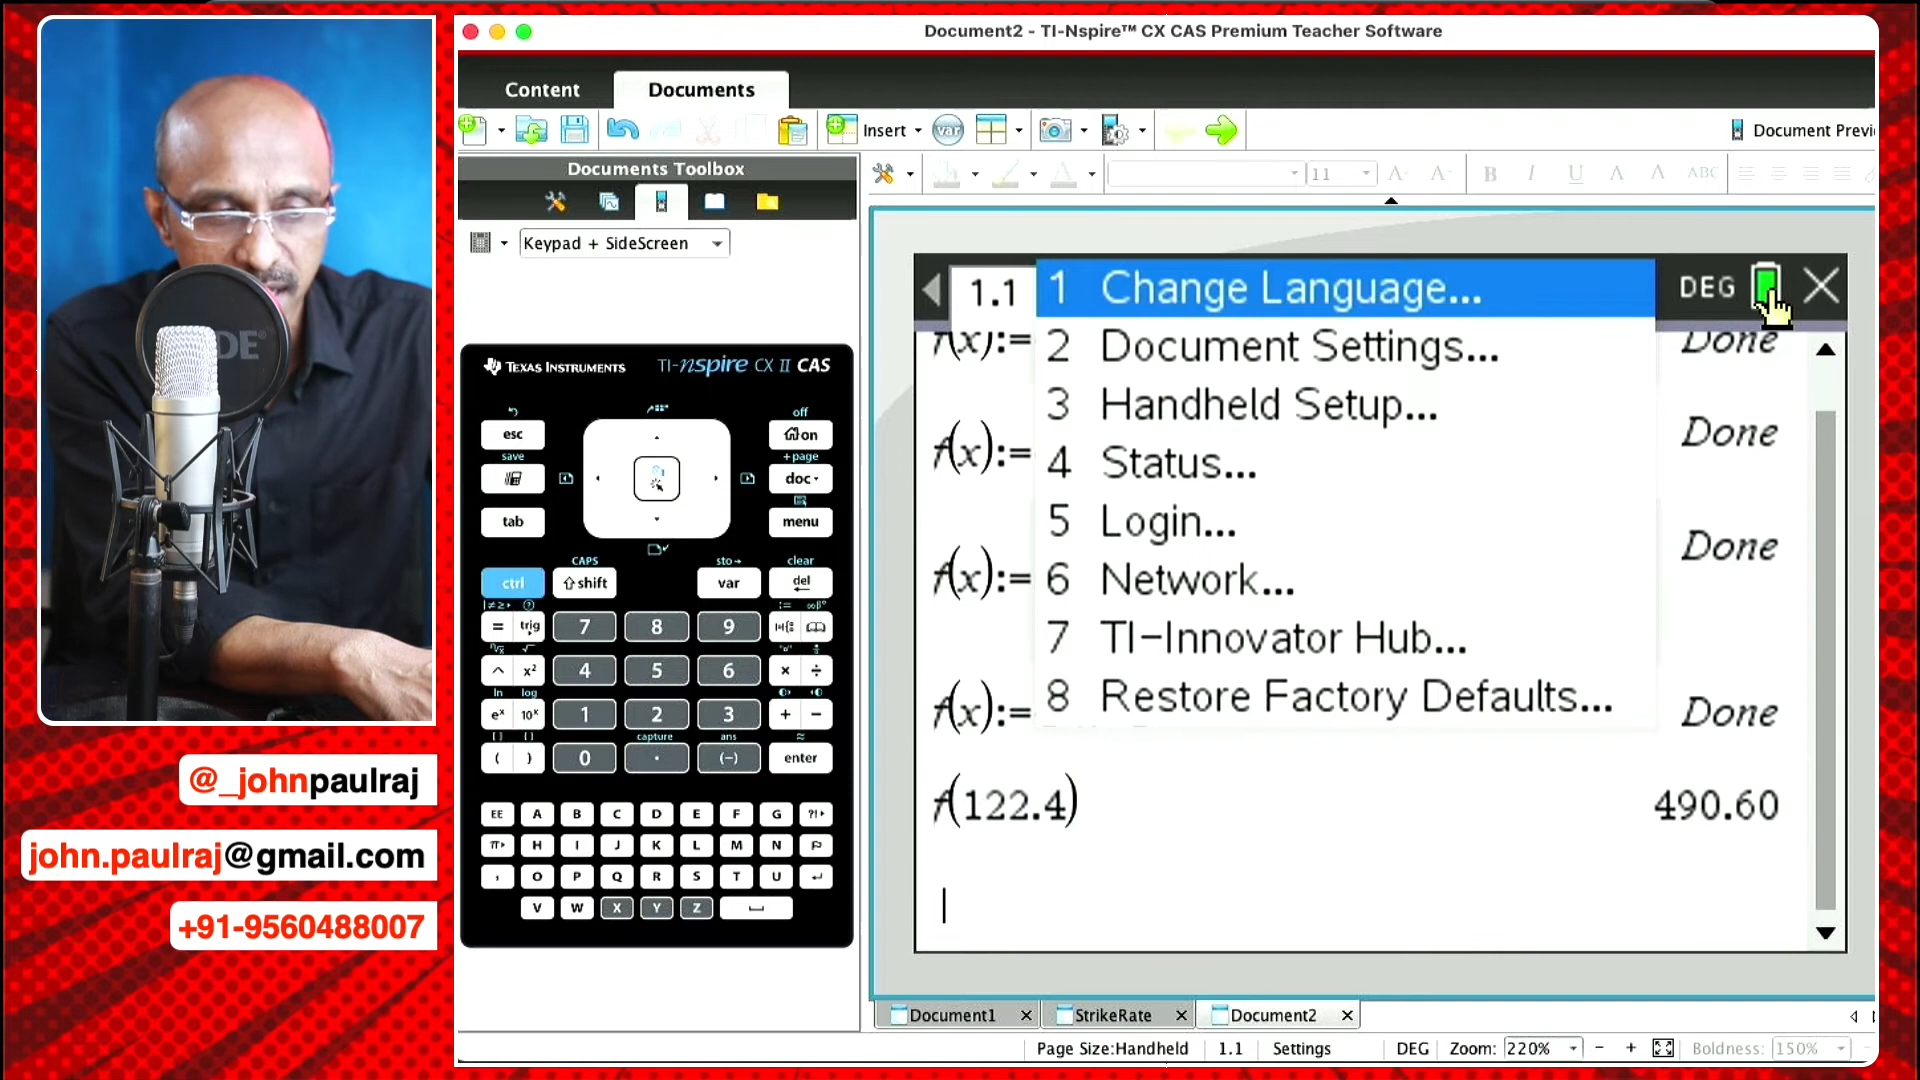 Document2 - TI-Nspire™ CX CAS Premium Teacher Software
Content
Documents
Insert
var
Document Previ
Documents Toolbox
11
B I U A A ABC
Keypad + SideScreen
1.1
1 Change Language...
2 Document Settings...
3 Handheld Setup...
4 Status...
5 Login...
6 Network...
7 TI-Innovator Hub...
8 Restore Factory Defaults...
DEG
f(x):= Done
f(x):= Done
f(x):= Done
f(x):= Done
f(122.4) 490.60
TEXAS INSTRUMENTS TI-nspire CX II CAS
off
esc
on
save
+page
doc
tab
menu
CAPS sto→ clear
ctrl shift var del
= trig 7 8 9
^ x² 4 5 6 × ÷
ln log
eˣ 10ˣ 1 2 3 + −
capture ans ≈
( ) 0 . (−) enter
EE A B C D E F G ?!▸
π▸ H I J K L M N
, O P Q R S T U
V W X Y Z
@_johnpaulraj
john.paulraj@gmail.com
+91-9560488007
Document1
StrikeRate
Document2
Page Size:Handheld 1.1 Settings DEG Zoom: 220% − + Boldness: 150%